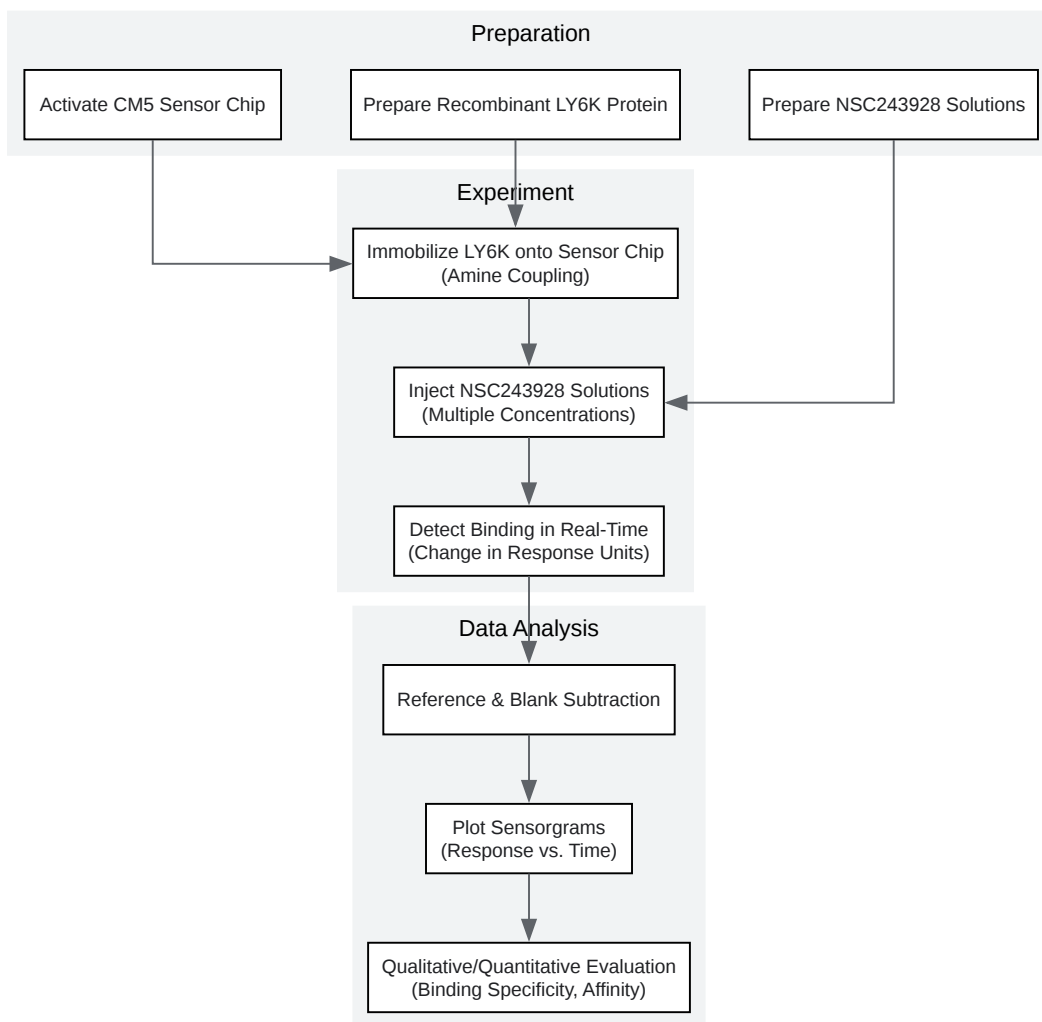 Preparation
Activate CM5 Sensor Chip
Prepare Recombinant LY6K Protein
Prepare NSC243928 Solutions
Experiment
Immobilize LY6K onto Sensor Chip
(Amine Coupling)
Inject NSC243928 Solutions
(Multiple Concentrations)
Detect Binding in Real-Time
(Change in Response Units)
Data Analysis
Reference & Blank Subtraction
Plot Sensorgrams
(Response vs. Time)
Qualitative/Quantitative Evaluation
(Binding Specificity, Affinity)